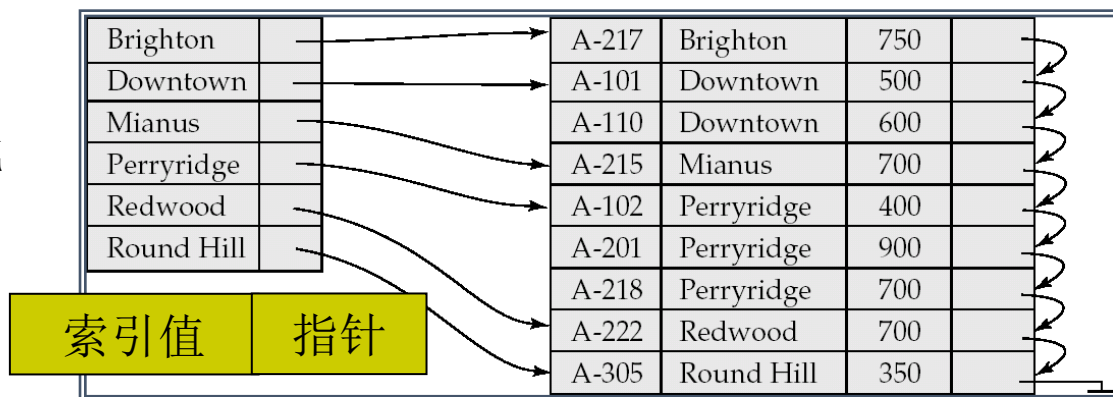 Brighton A-217 Brighton 750
Downtown A-101 Downtown 500
Mianus A-110 Downtown 600
Perryridge A-215 Mianus 700
Redwood A-102 Perryridge 400
Round Hill A-201 Perryridge 900
A-218 Perryridge 700
索引值 指针 A-222 Redwood 700
A-305 Round Hill 350